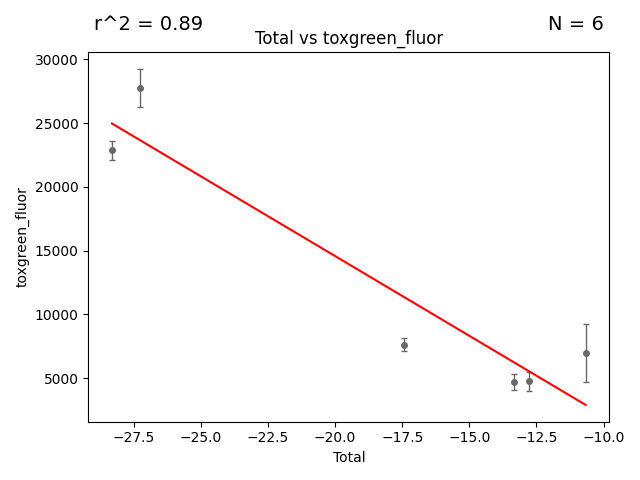 r^2 = 0.89
N = 6
Total vs toxgreen_fluor
30000
25000
20000
15000
10000
5000
toxgreen_fluor
−27.5 −25.0 −22.5 −20.0 −17.5 −15.0 −12.5 −10.0
Total